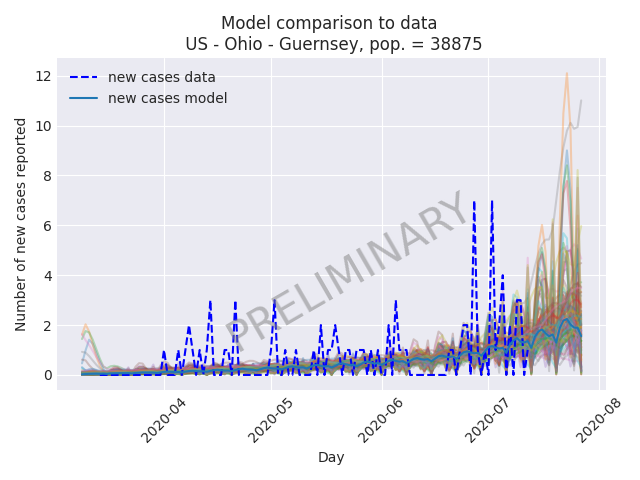 Model comparison to data
US - Ohio - Guernsey, pop. = 38875
new cases data
new cases model
Number of new cases reported
12
10
8
6
4
2
0
PRELIMINARY
2020-04
2020-05
2020-06
2020-07
2020-08
Day